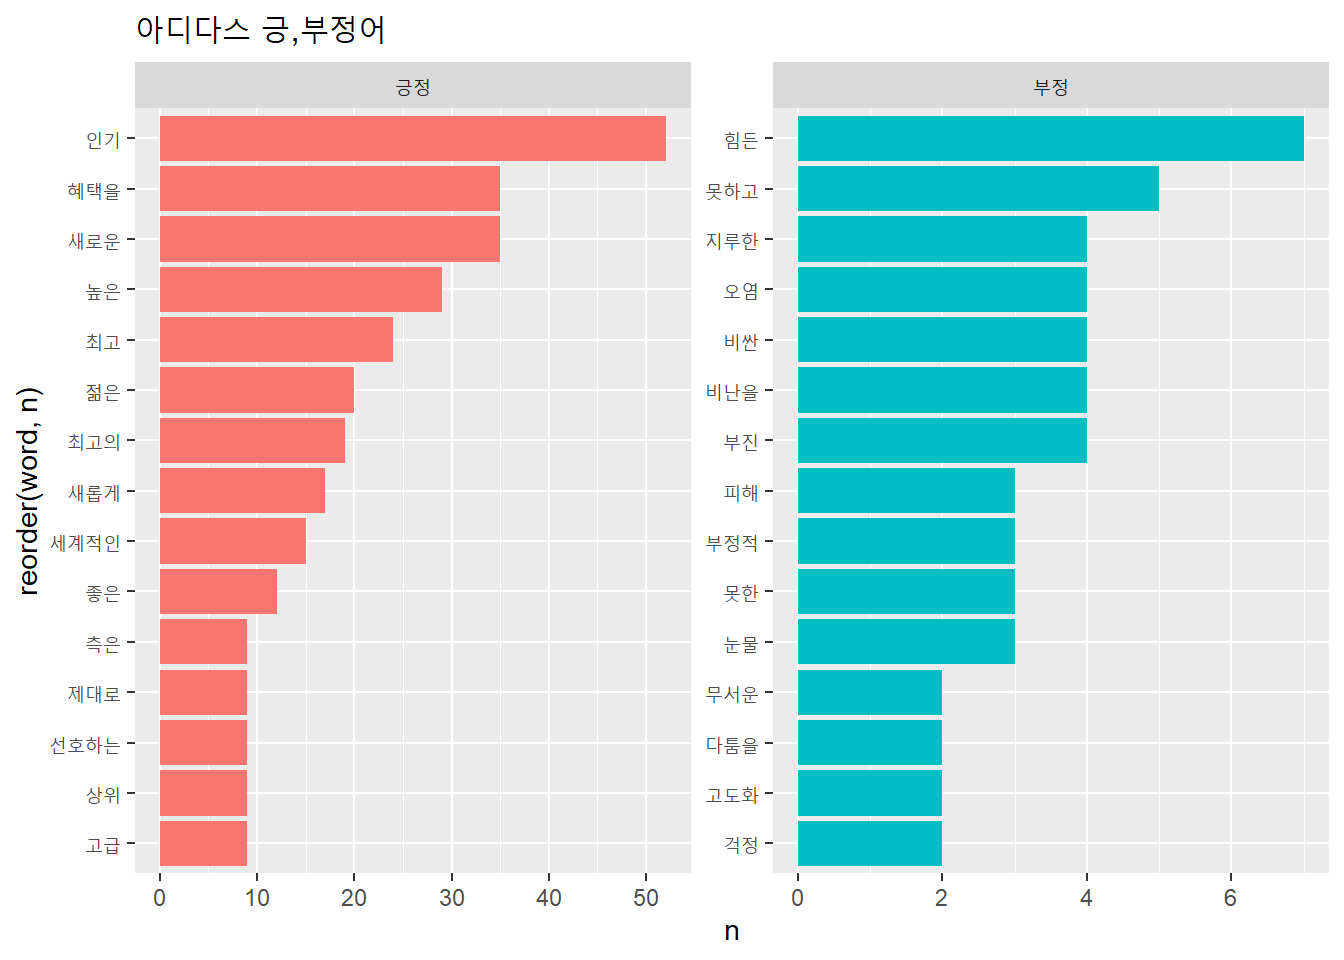 아디다스 긍,부정어
긍정
부정
인기
혜택을
새로운
높은
최고
젊은
최고의
새롭게
세계적인
좋은
측은
제대로
선호하는
상위
고급
힘든
못하고
지루한
오염
비싼
비난을
부진
피해
부정적
못한
눈물
무서운
다툼을
고도화
걱정
0 10 20 30 40 50
0 2 4 6
n
reorder(word, n)